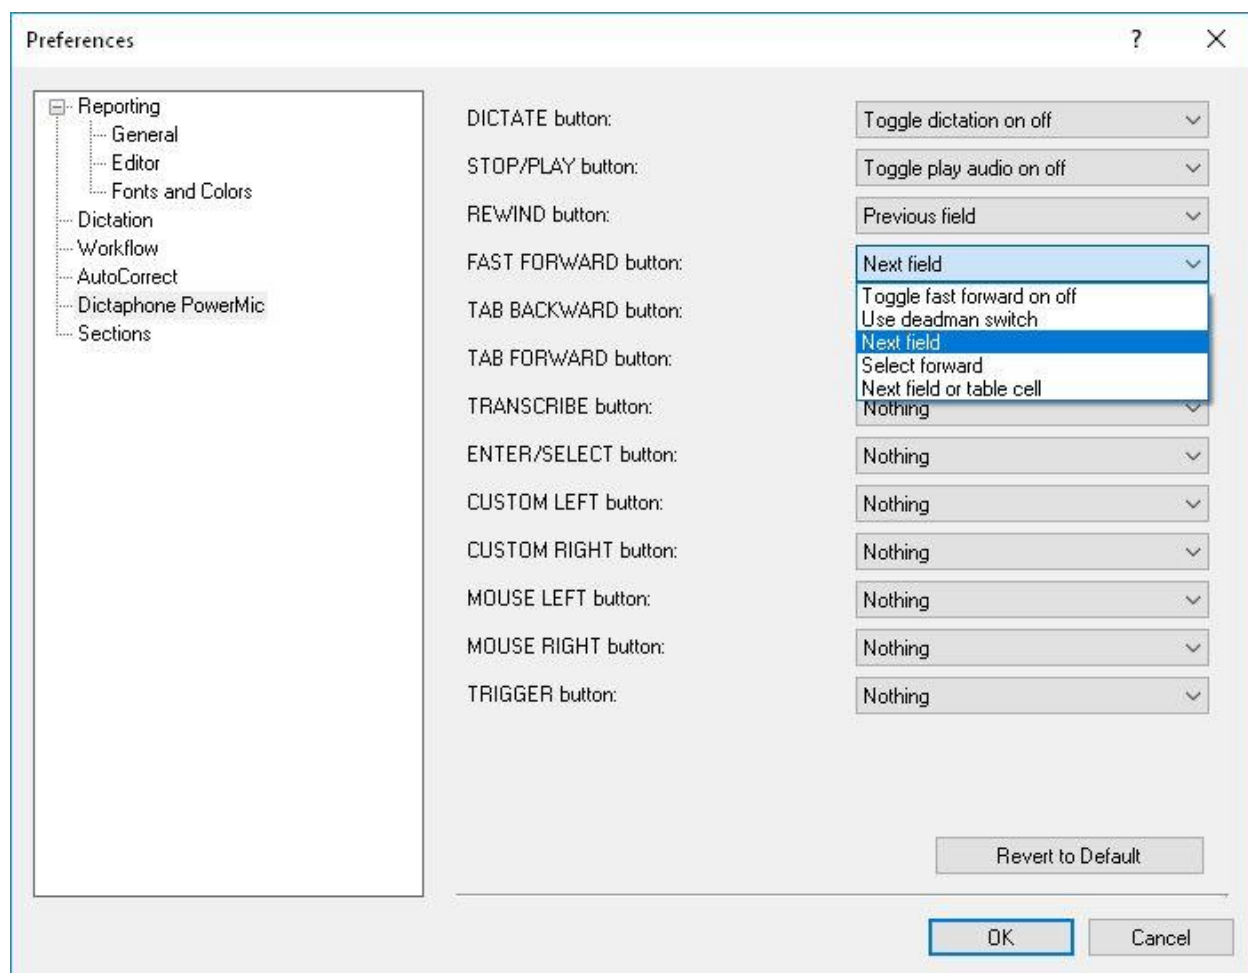 Preferences
?
Reporting
General
Editor
Fonts and Colors
Dictation
Workflow
AutoCorrect
Dictaphone PowerMic
Sections
DICTATE button: Toggle dictation on off
STOP/PLAY button: Toggle play audio on off
REWIND button: Previous field
FAST FORWARD button: Next field
Toggle fast forward on off
Use deadman switch
Next field
Select forward
Next field or table cell
TAB BACKWARD button:
TAB FORWARD button:
TRANSCRIBE button: Nothing
ENTER/SELECT button: Nothing
CUSTOM LEFT button: Nothing
CUSTOM RIGHT button: Nothing
MOUSE LEFT button: Nothing
MOUSE RIGHT button: Nothing
TRIGGER button: Nothing
Revert to Default
OK Cancel